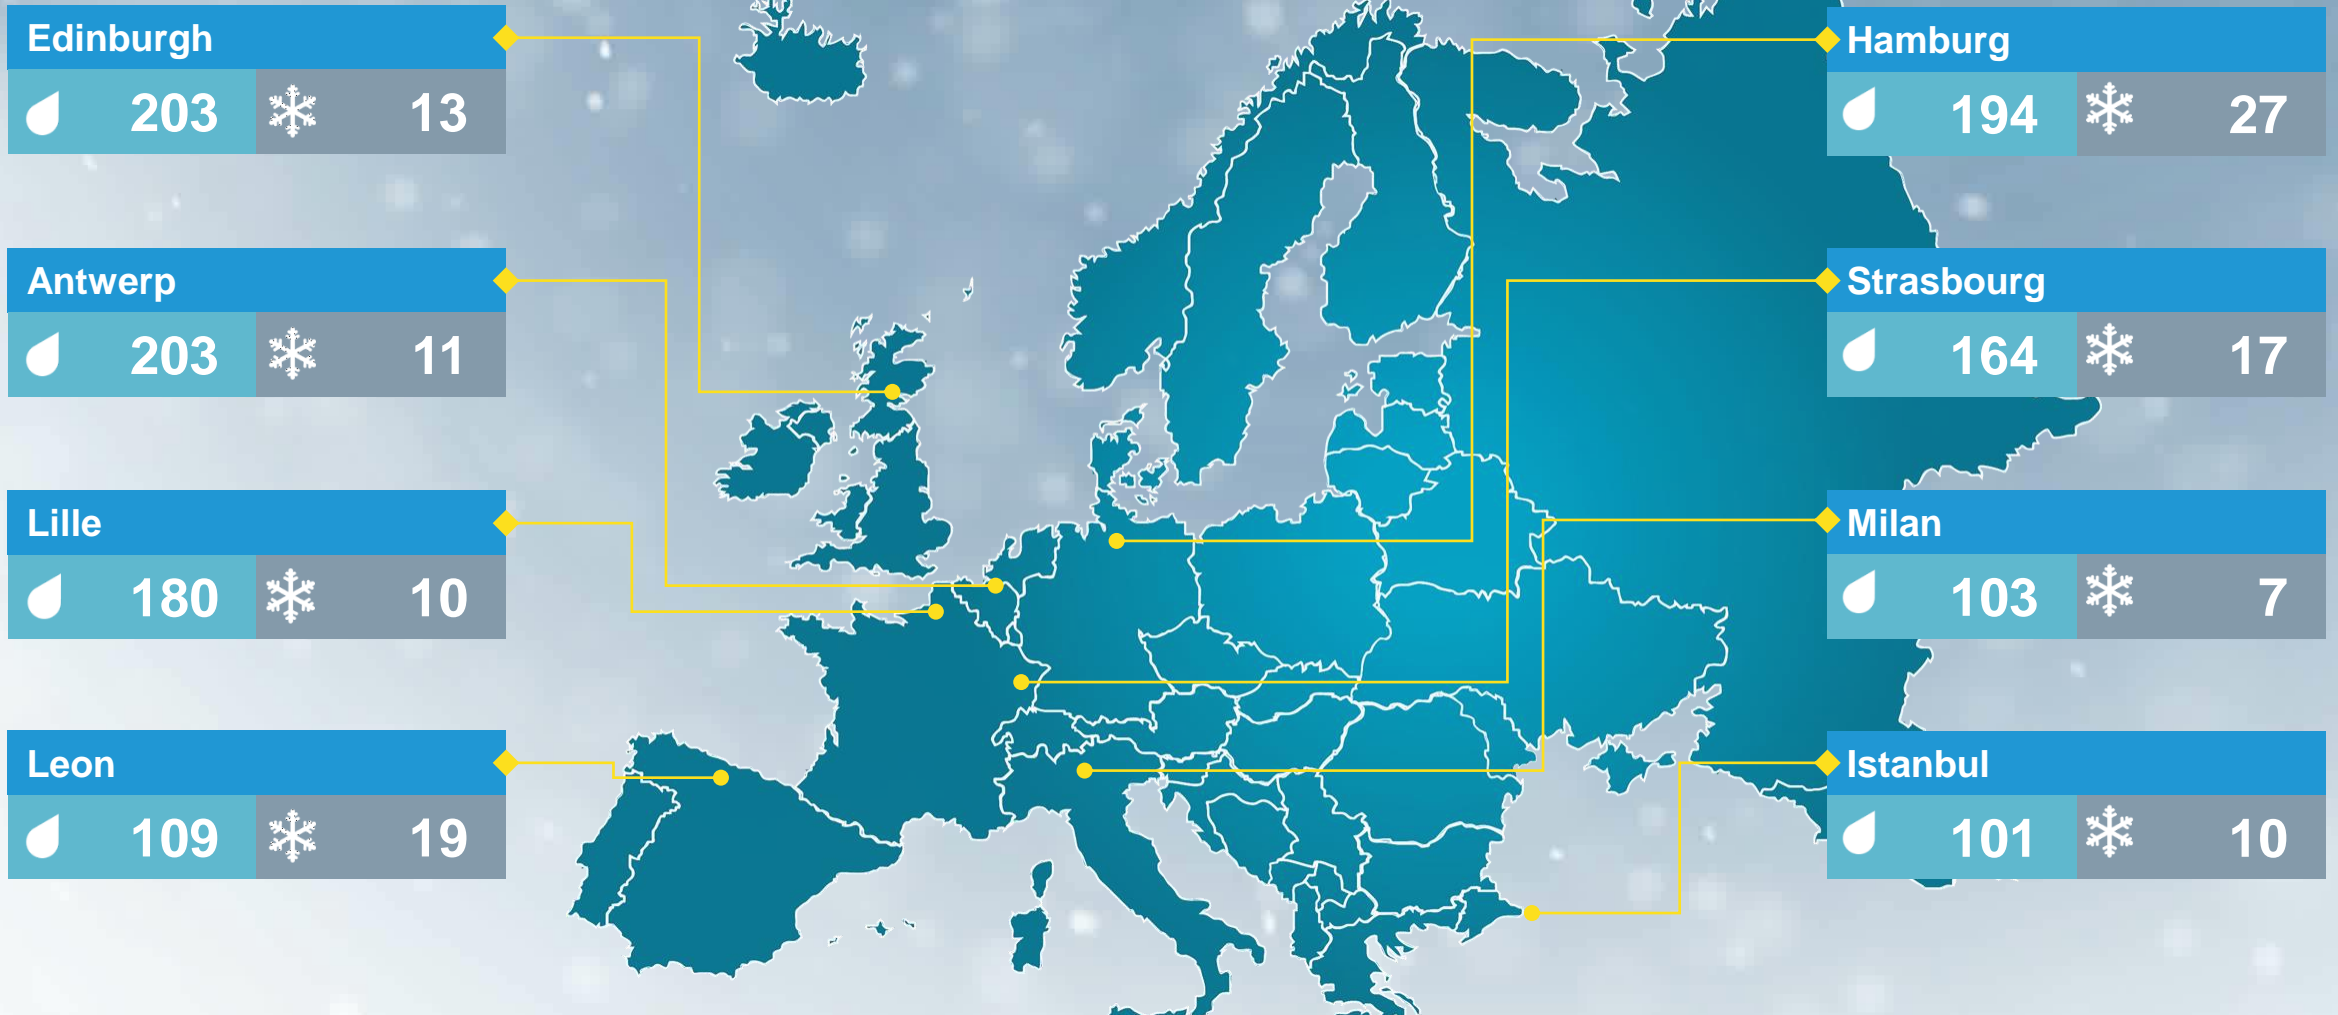 Edinburgh
203 13
Antwerp
203 11
Lille
180 10
Leon
109 19
Hamburg
194 27
Strasbourg
164 17
Milan
103 7
Istanbul
101 10